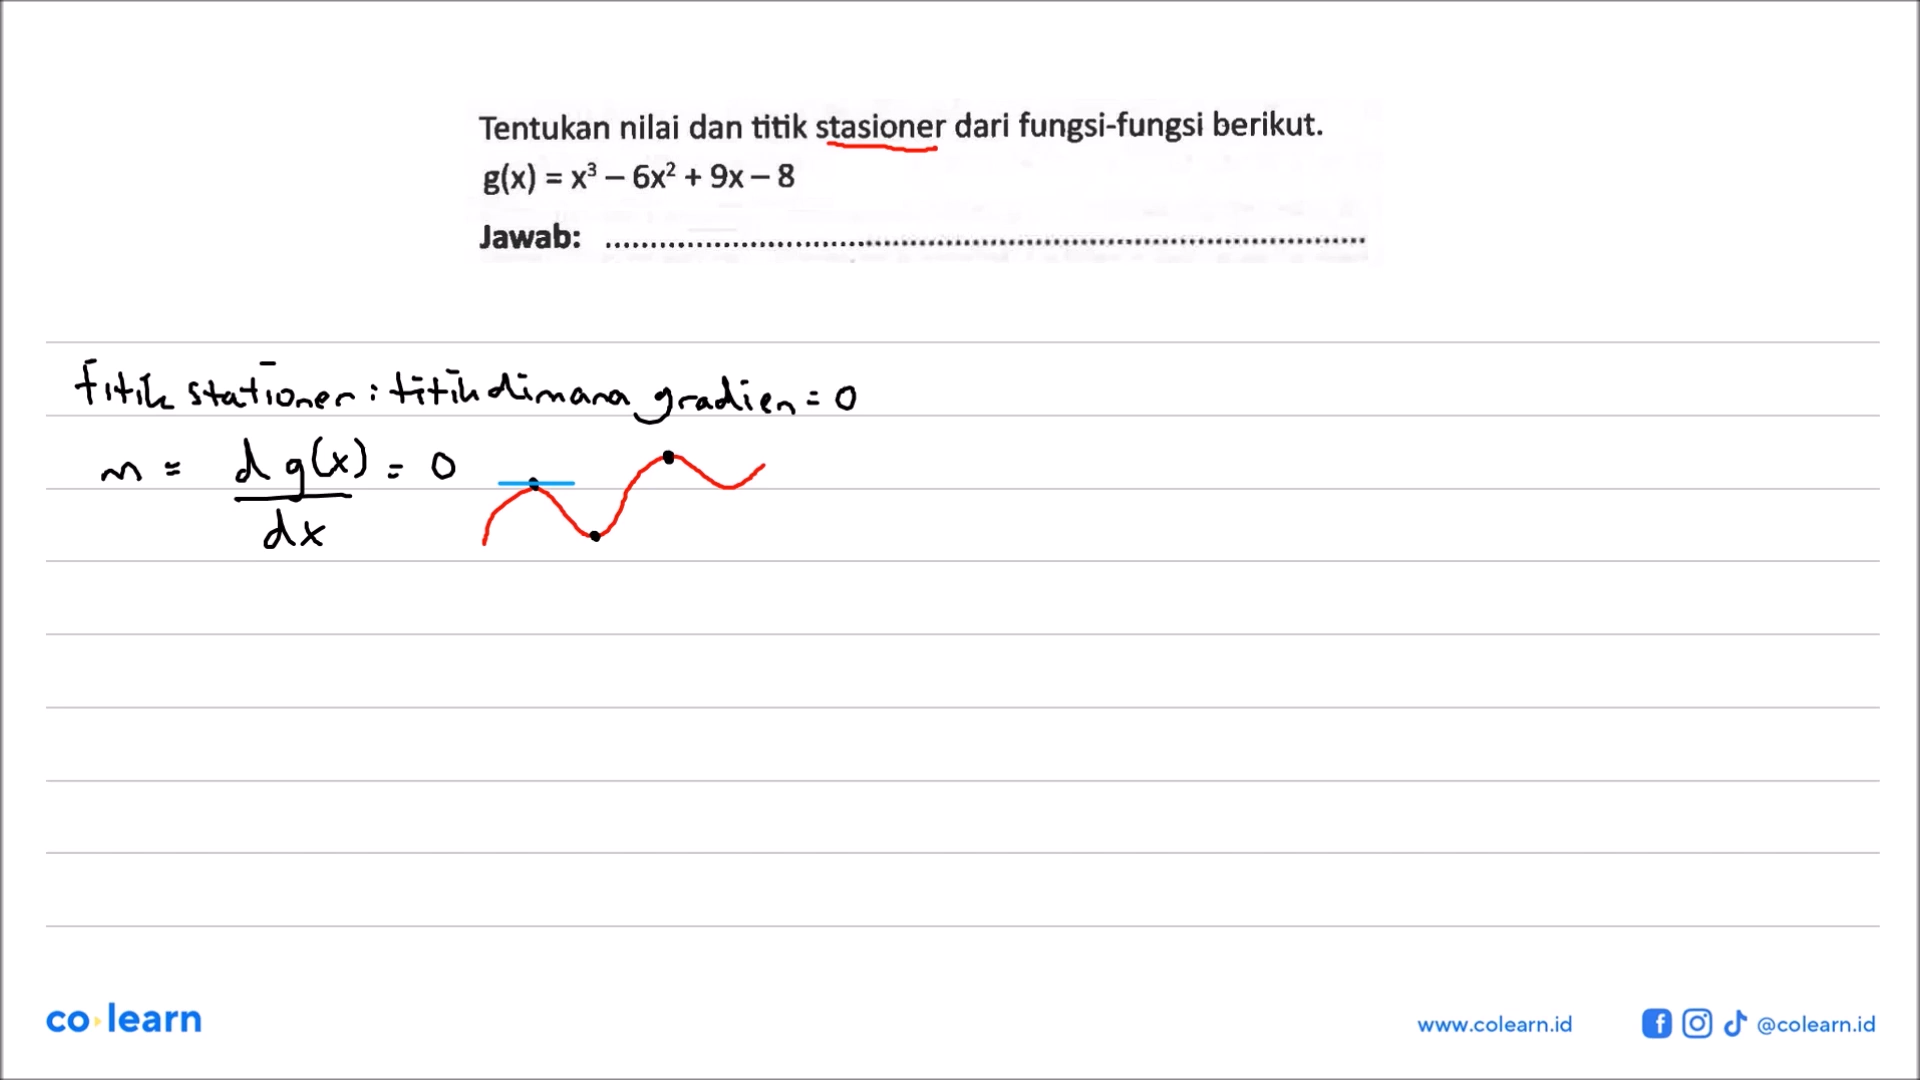 Tentukan nilai dan titik stasioner dari fungsi-fungsi berikut.
g(x) = x³ – 6x² + 9x – 8
Jawab: ........................................................................................
titik stationer : titik dimana gradien = 0
m = d g(x) = 0
dx
co learn
www.colearn.id
@colearn.id